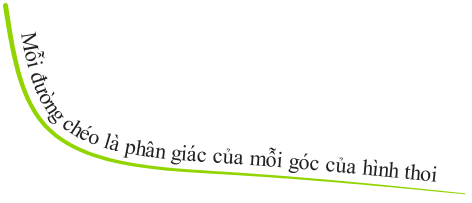 Mỗi đường chéo là phân giác của mỗi góc của hình thoi